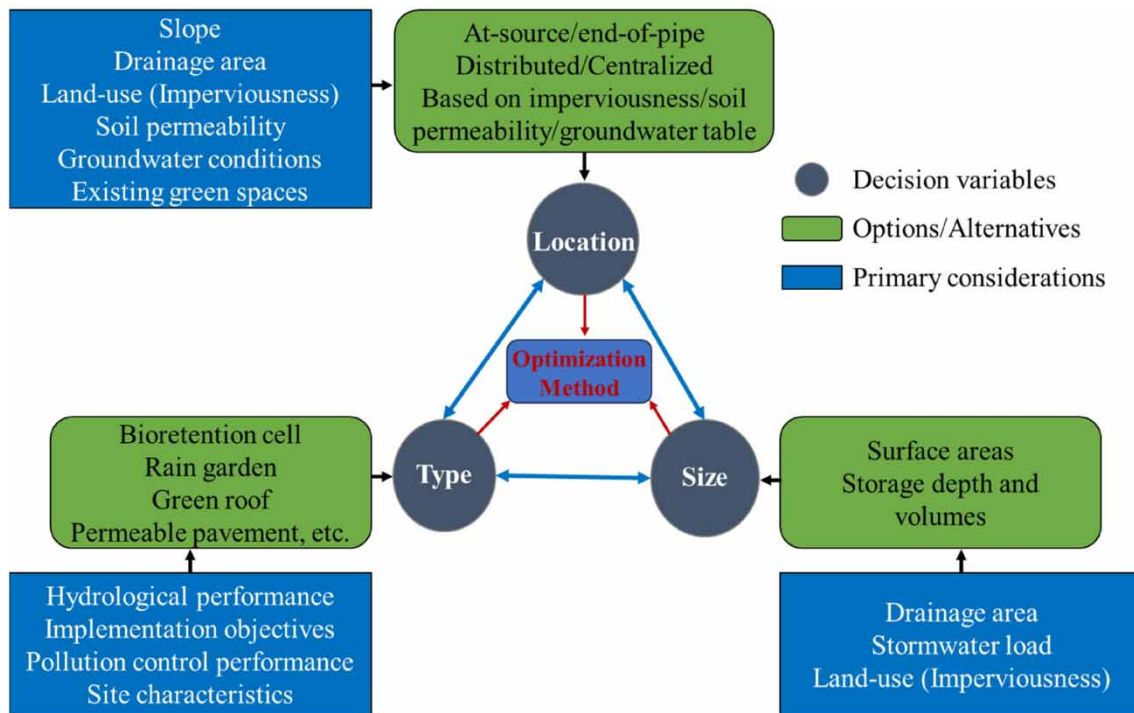 Slope
Drainage area
Land-use (Imperviousness)
Soil permeability
Groundwater conditions
Existing green spaces
At-source/end-of-pipe
Distributed/Centralized
Based on imperviousness/soil
permeability/groundwater table
Decision variables
Options/Alternatives
Primary considerations
Location
Optimization
Method
Type
Size
Bioretention cell
Rain garden
Green roof
Permeable pavement, etc.
Surface areas
Storage depth and
volumes
Hydrological performance
Implementation objectives
Pollution control performance
Site characteristics
Drainage area
Stormwater load
Land-use (Imperviousness)